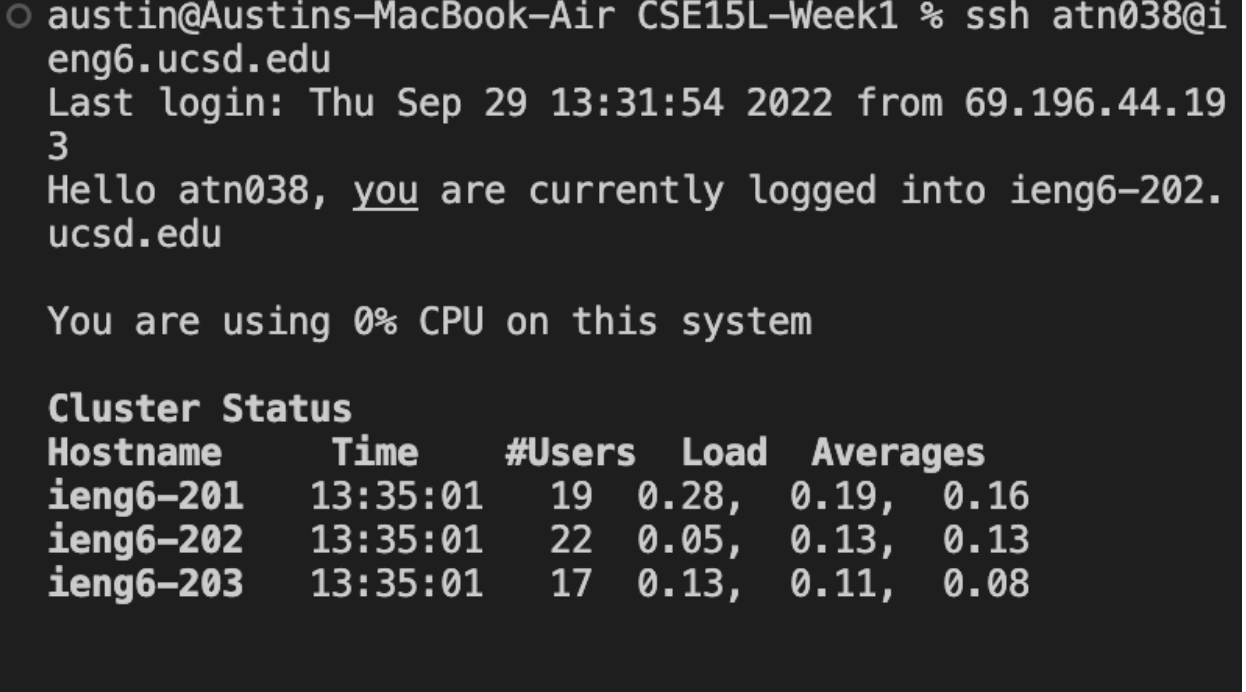 austin@Austins-MacBook-Air CSE15L-Week1 % ssh atn038@i
eng6.ucsd.edu
Last login: Thu Sep 29 13:31:54 2022 from 69.196.44.19
3
Hello atn038, you are currently logged into ieng6-202.
ucsd.edu
You are using 0% CPU on this system
Cluster Status
Hostname     Time    #Users  Load  Averages
ieng6-201   13:35:01   19  0.28,  0.19,  0.16
ieng6-202   13:35:01   22  0.05,  0.13,  0.13
ieng6-203   13:35:01   17  0.13,  0.11,  0.08